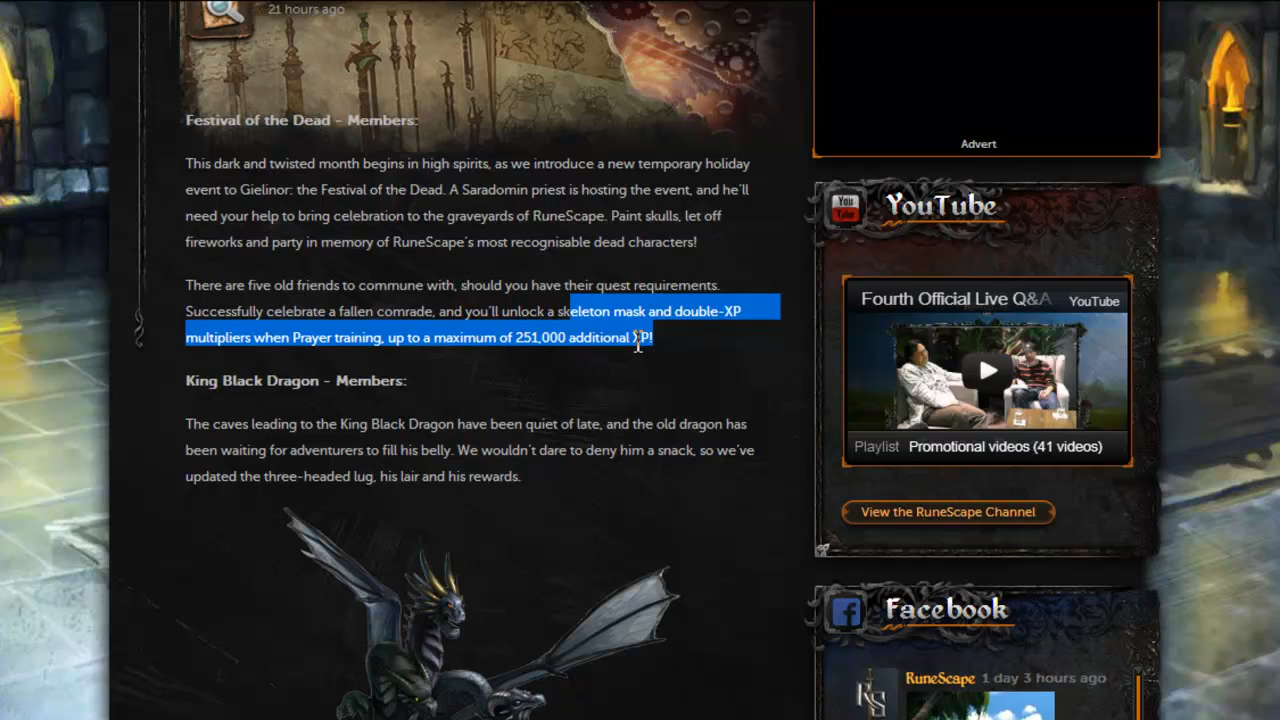 21 hours ago
Festival of the Dead - Members:
This dark and twisted month begins in high spirits, as we introduce a new temporary holiday
event to Gielinor: the Festival of the Dead. A Saradomin priest is hosting the event, and he'll
need your help to bring celebration to the graveyards of RuneScape. Paint skulls, let off
fireworks and party in memory of RuneScape's most recognisable dead characters!
There are five old friends to commune with, should you have their quest requirements.
Successfully celebrate a fallen comrade, and you'll unlock a skeleton mask and double-XP
multipliers when Prayer training, up to a maximum of 251,000 additional XP!
King Black Dragon - Members:
The caves leading to the King Black Dragon have been quiet of late, and the old dragon has
been waiting for adventurers to fill his belly. We wouldn't dare to deny him a snack, so we've
updated the three-headed lug, his lair and his rewards.
Advert
You
Tube
YouTube
Fourth Official Live Q&A
YouTube
Playlist Promotional videos (41 videos)
View the RuneScape Channel
f
Facebook
RS
RuneScape 1 day 3 hours ago